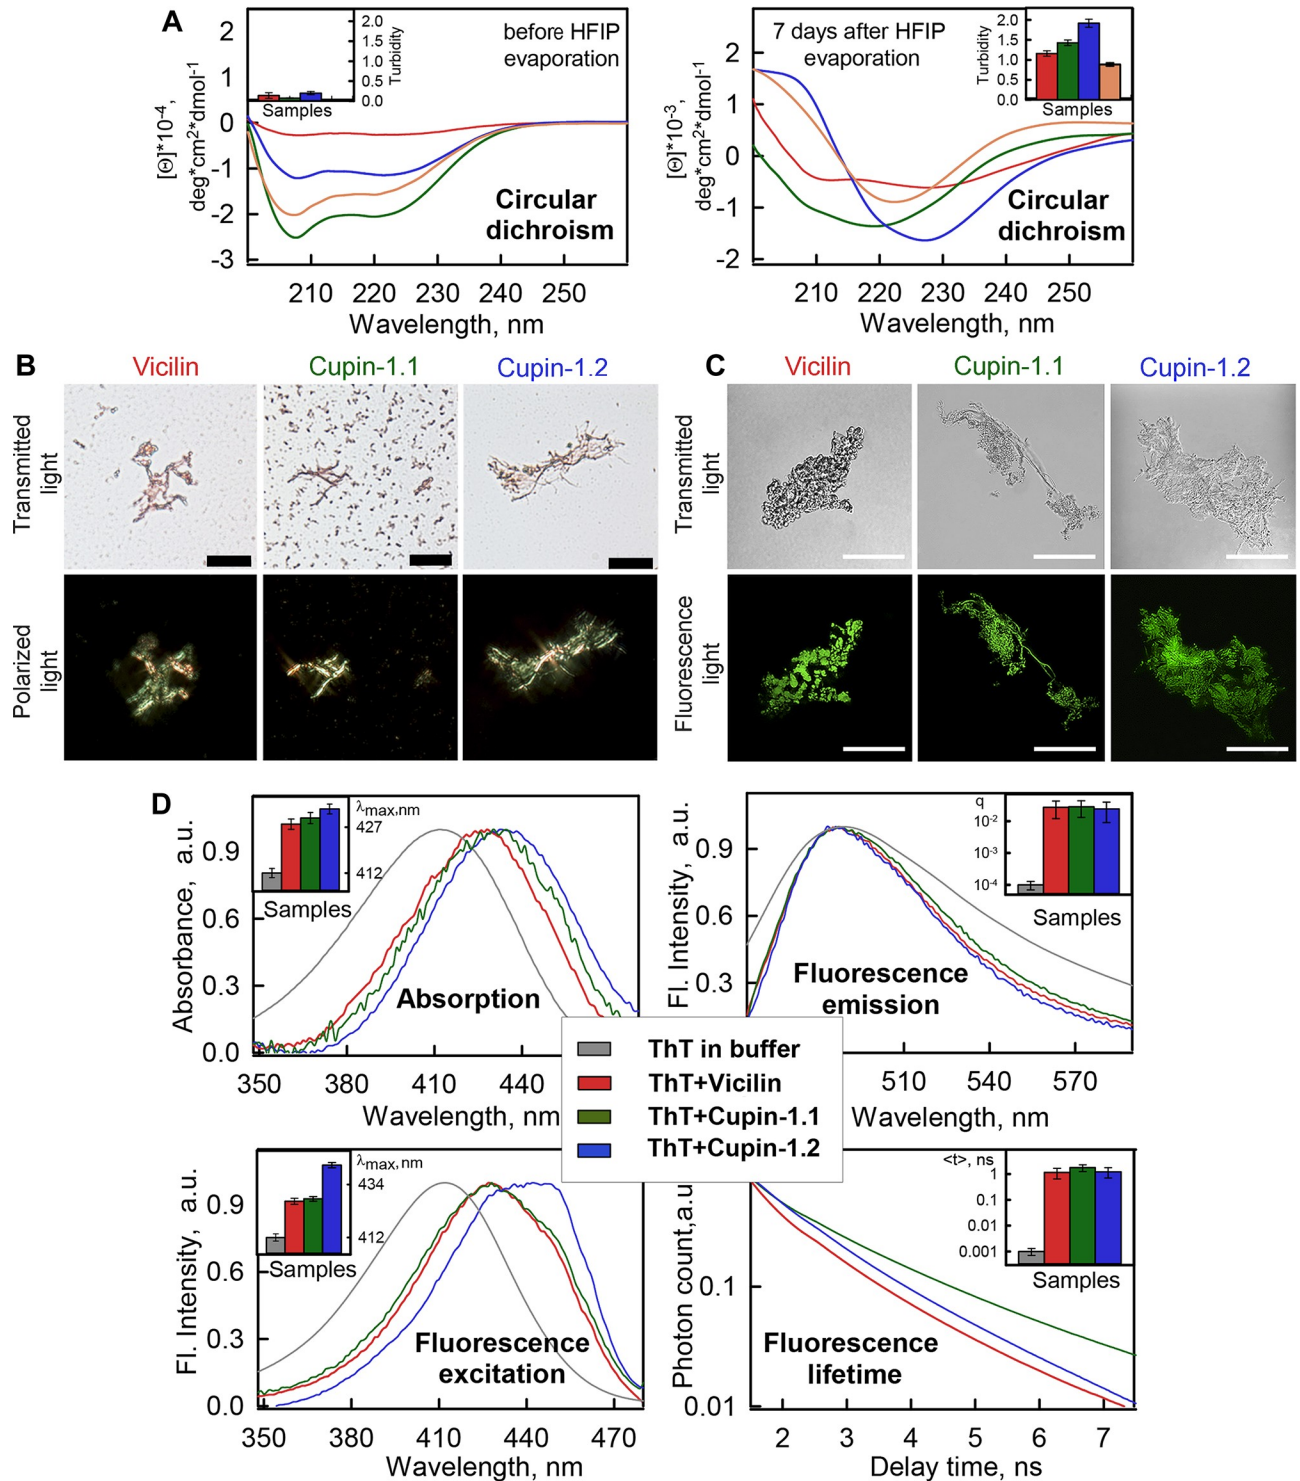 A
2
1
0
-1
-2
-3
[Θ]*10-4,
deg*cm2*dmol-1
before HFIP
evaporation
2.0
1.5
1.0
0.5
0.0
Turbidity
Samples
Circular
dichroism
210 220 230 240 250
Wavelength, nm
2
1
0
-1
-2
[Θ]*10-3,
deg*cm2*dmol-1
7 days after HFIP
evaporation
Turbidity
2.0
1.5
1.0
0.5
0.0
Samples
Circular
dichroism
210 220 230 240 250
Wavelength, nm
B
Vicilin Cupin-1.1 Cupin-1.2
Transmitted
light
Polarized
light
C
Vicilin Cupin-1.1 Cupin-1.2
Transmitted
light
Fluorescence
light
D
Absorbance, a.u.
0.9
0.6
0.3
0.0
λmax,nm
427
412
Samples
Absorption
350 380 410 440
Wavelength, nm
Fl. Intensity, a.u.
0.9
0.6
0.3
q
10-2
10-3
10-4
Samples
Fluorescence
emission
510 540 570
Wavelength, nm
ThT in buffer
ThT+Vicilin
ThT+Cupin-1.1
ThT+Cupin-1.2
Fl. Intensity, a.u.
0.9
0.6
0.3
0.0
λmax,nm
434
412
Samples
Fluorescence
excitation
350 380 410 440 470
Wavelength, nm
Photon count,a.u
0.1
0.01
<t>, ns
1
0.1
0.01
0.001
Samples
Fluorescence
lifetime
2 3 4 5 6 7
Delay time, ns